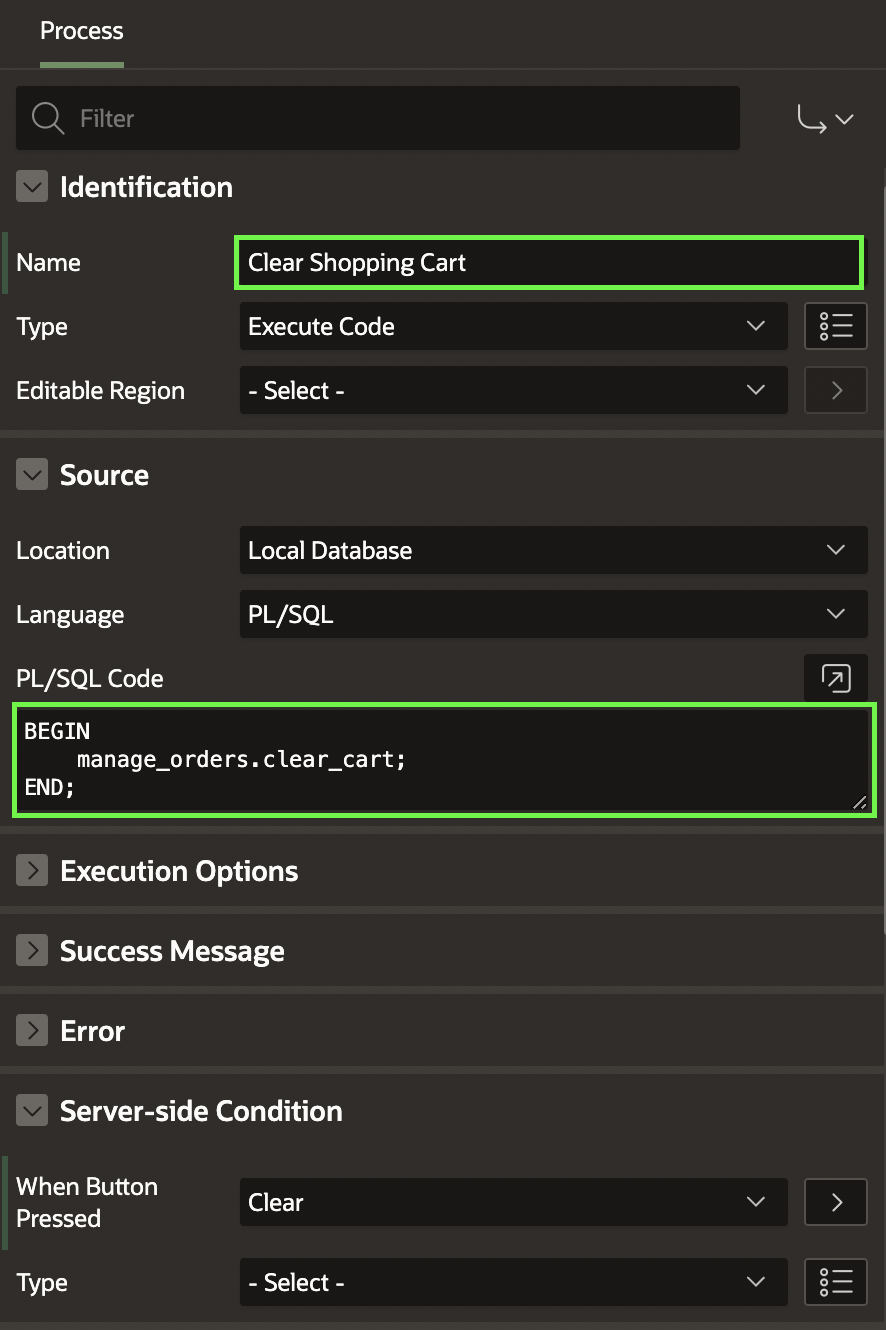 Process
Filter
Identification
Name Clear Shopping Cart
Type Execute Code
Editable Region - Select -
Source
Location Local Database
Language PL/SQL
PL/SQL Code
BEGIN
    manage_orders.clear_cart;
END;
Execution Options
Success Message
Error
Server-side Condition
When Button
Pressed
Clear
Type - Select -